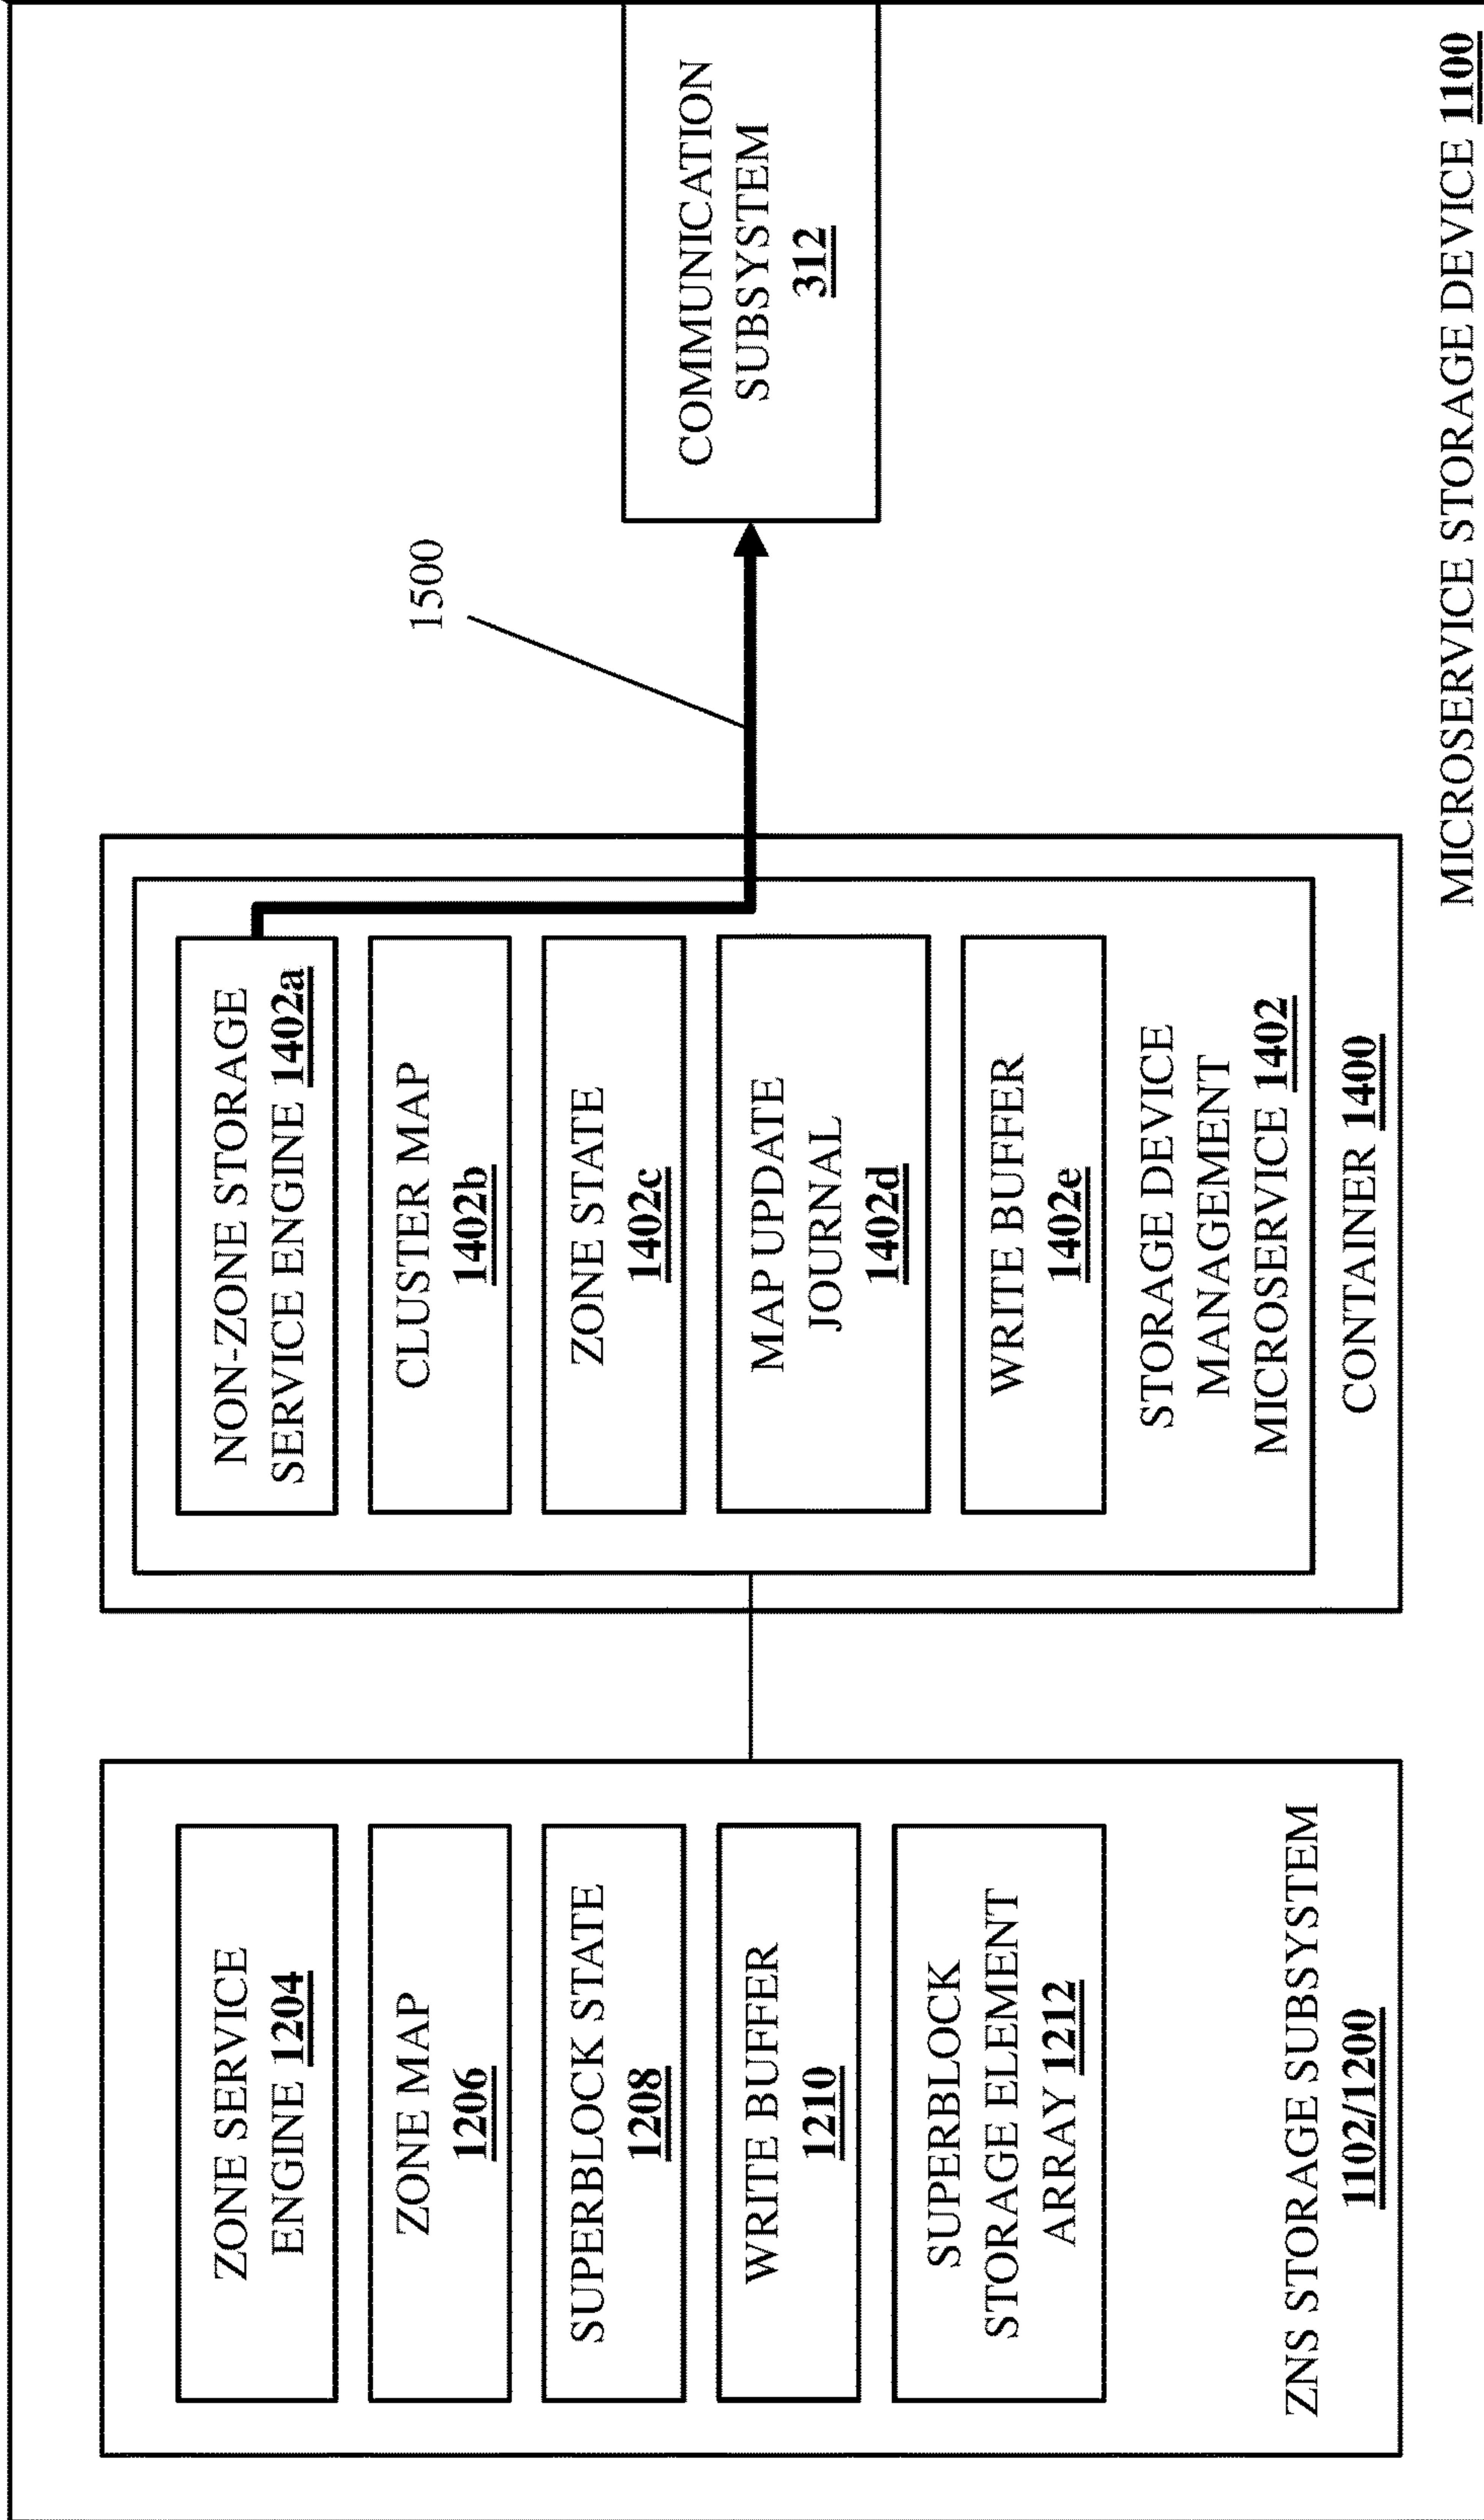 ZONE SERVICE
ENGINE 1204
ZONE MAP
1206
SUPERBLOCK STATE
1208
WRITE BUFFER
1210
SUPERBLOCK
STORAGE ELEMENT
ARRAY 1212
ZNS STORAGE SUBSYSTEM
1102/1200
NON-ZONE STORAGE
SERVICE ENGINE 1402a
CLUSTER MAP
1402b
ZONE STATE
1402c
MAP UPDATE
JOURNAL
1402d
WRITE BUFFER
1402e
STORAGE DEVICE
MANAGEMENT
MICROSERVICE 1402
CONTAINER 1400
1500
COMMUNICATION
SUBSYSTEM
312
MICROSERVICE STORAGE DEVICE 1100